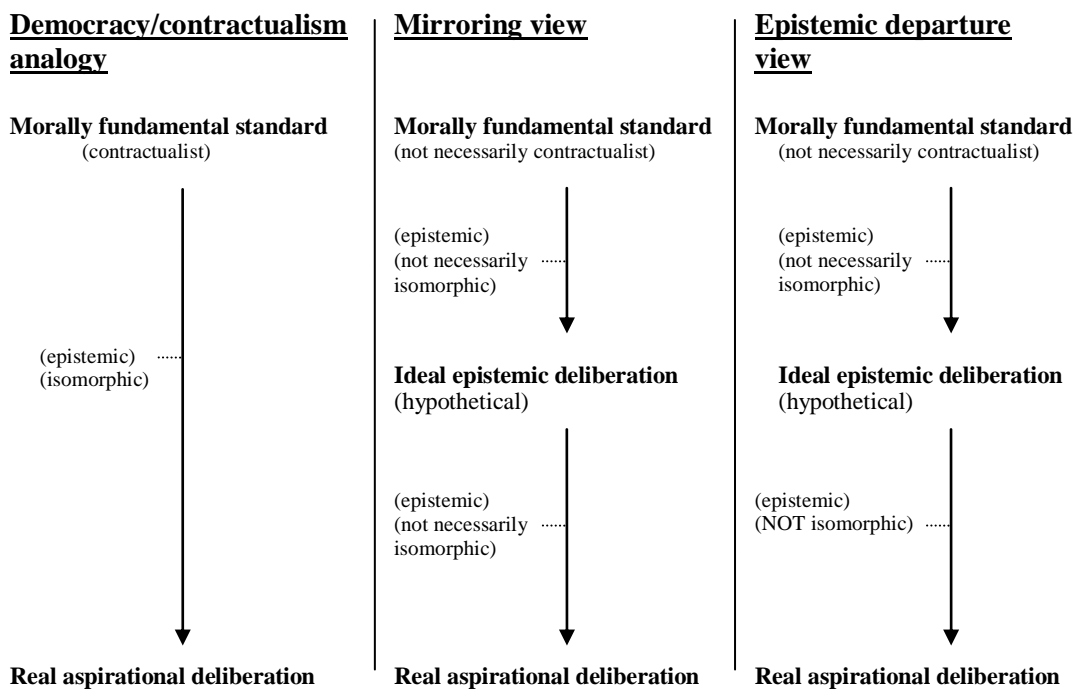 Democracy/contractualism
analogy
Morally fundamental standard
(contractualist)
(epistemic)
(isomorphic)
Real aspirational deliberation
Mirroring view
Morally fundamental standard
(not necessarily contractualist)
(epistemic)
(not necessarily
isomorphic)
Ideal epistemic deliberation
(hypothetical)
(epistemic)
(not necessarily
isomorphic)
Real aspirational deliberation
Epistemic departure
view
Morally fundamental standard
(not necessarily contractualist)
(epistemic)
(not necessarily
isomorphic)
Ideal epistemic deliberation
(hypothetical)
(epistemic)
(NOT isomorphic)
Real aspirational deliberation